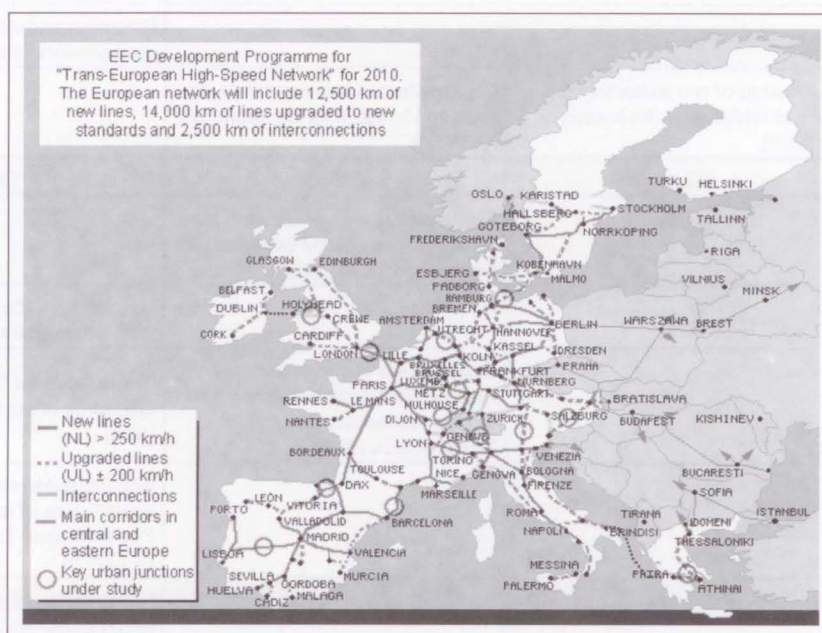 EEC Development Programme for
"Trans-European High-Speed Network" for 2010.
The European network will include 12,500 km of
new lines, 14,000 km of lines upgraded to new
standards and 2,500 km of interconnections
OSLO
KARISTAD
TURKU
HELSINKI
HALLSBERG
STOCKHOLM
TALLINN
GOTEBORG
NORRKOPING
FREDERIKSHAVN
RIGA
GLASGOW
EDINBURGH
ESBJERG
KOBENHAVN
MALMO
VILNIUS
PADBORG
MINSK
BELFAST
HAMBURG
DUBLIN
HOLYHEAD
BREMEN
CREWE
AMSTERDAM
BERLIN
WARSZAWA
BREST
UTRECHT
HANNOVER
CORK
CARDIFF
LONDON
LILLE
KASSEL
DRESDEN
BRUXELLES
BRUSSEL
KOLN
FRANKFURT
PRAHA
PARIS
LUXEMB
NURNBERG
RENNES
LE MANS
METZ
STUTTGART
BRATISLAVA
MULHOUSE
NANTES
DIJON
ZURICH
SALZBURG
BUDAPEST
KISHINEV
GENEVE
LYON
VENEZIA
BORDEAUX
TORINO
BUCARESTI
TOULOUSE
NICE
GENOVA
BOLOGNA
FIRENZE
DAX
MARSEILLE
SOFIA
LEÓN
VITORIA
PORTO
VALLADOLID
BARCELONA
ROMA
TIRANA
IDOMENI
ISTANBUL
MADRID
NAPOLI
BRINDISI
THESSALONIKI
LISBOA
VALENCIA
MESSINA
SEVILLA
CORDOBA
MURCIA
PALERMO
ATHINAI
HUELVA
CADIZ
MALAGA
New lines
(NL) > 250 km/h
Upgraded lines
(UL) ± 200 km/h
Interconnections
Main corridors in
central and
eastern Europe
Key urban junctions
under study